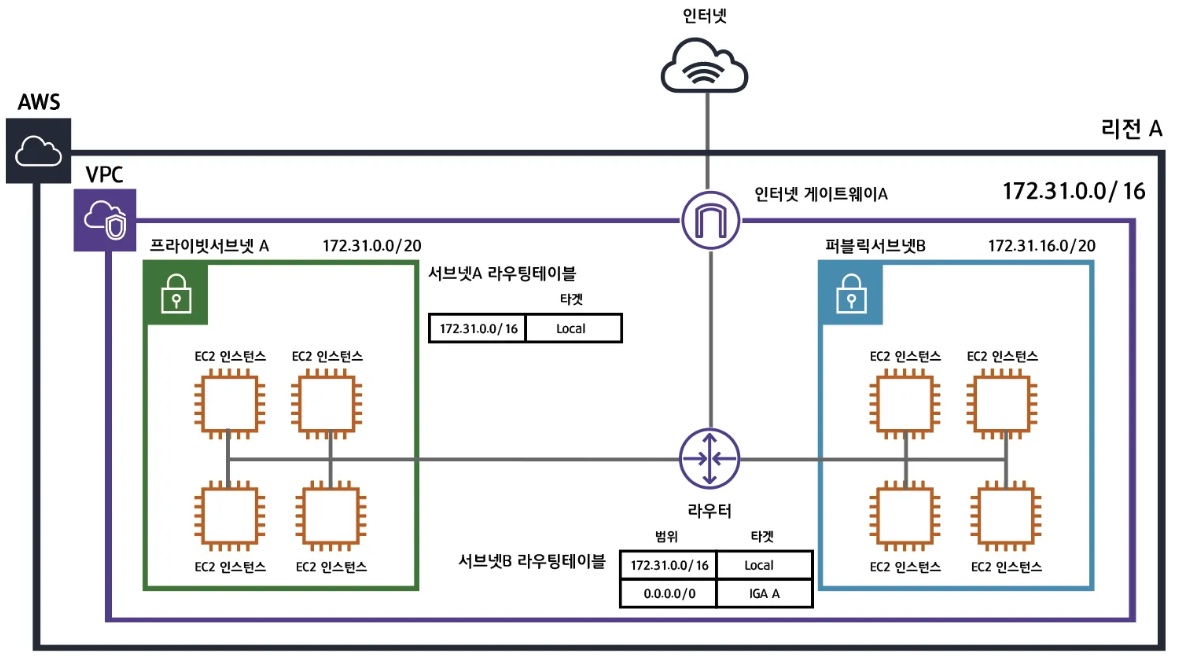 인터넷
AWS
리전 A
VPC
인터넷 게이트웨이A
172.31.0.0/ 16
프라이빗서브넷 A
172.31.0.0/20
퍼블릭서브넷B
172.31.16.0/20
서브넷A 라우팅테이블
타겟
172.31.0.0/ 16
Local
EC2 인스턴스
EC2 인스턴스
EC2 인스턴스
EC2 인스턴스
EC2 인스턴스
EC2 인스턴스
EC2 인스턴스
EC2 인스턴스
라우터
범위
타겟
서브넷B 라우팅테이블
172.31.0.0/ 16
Local
0.0.0.0/0
IGA A